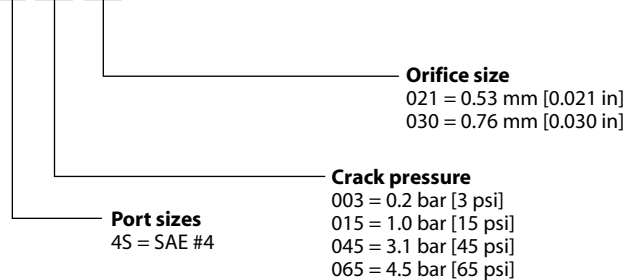 Orifice size
021 = 0.53 mm [0.021 in]
030 = 0.76 mm [0.030 in]
Crack pressure
003 = 0.2 bar [3 psi]
015 = 1.0 bar [15 psi]
045 = 3.1 bar [45 psi]
065 = 4.5 bar [65 psi]
Port sizes
4S = SAE #4